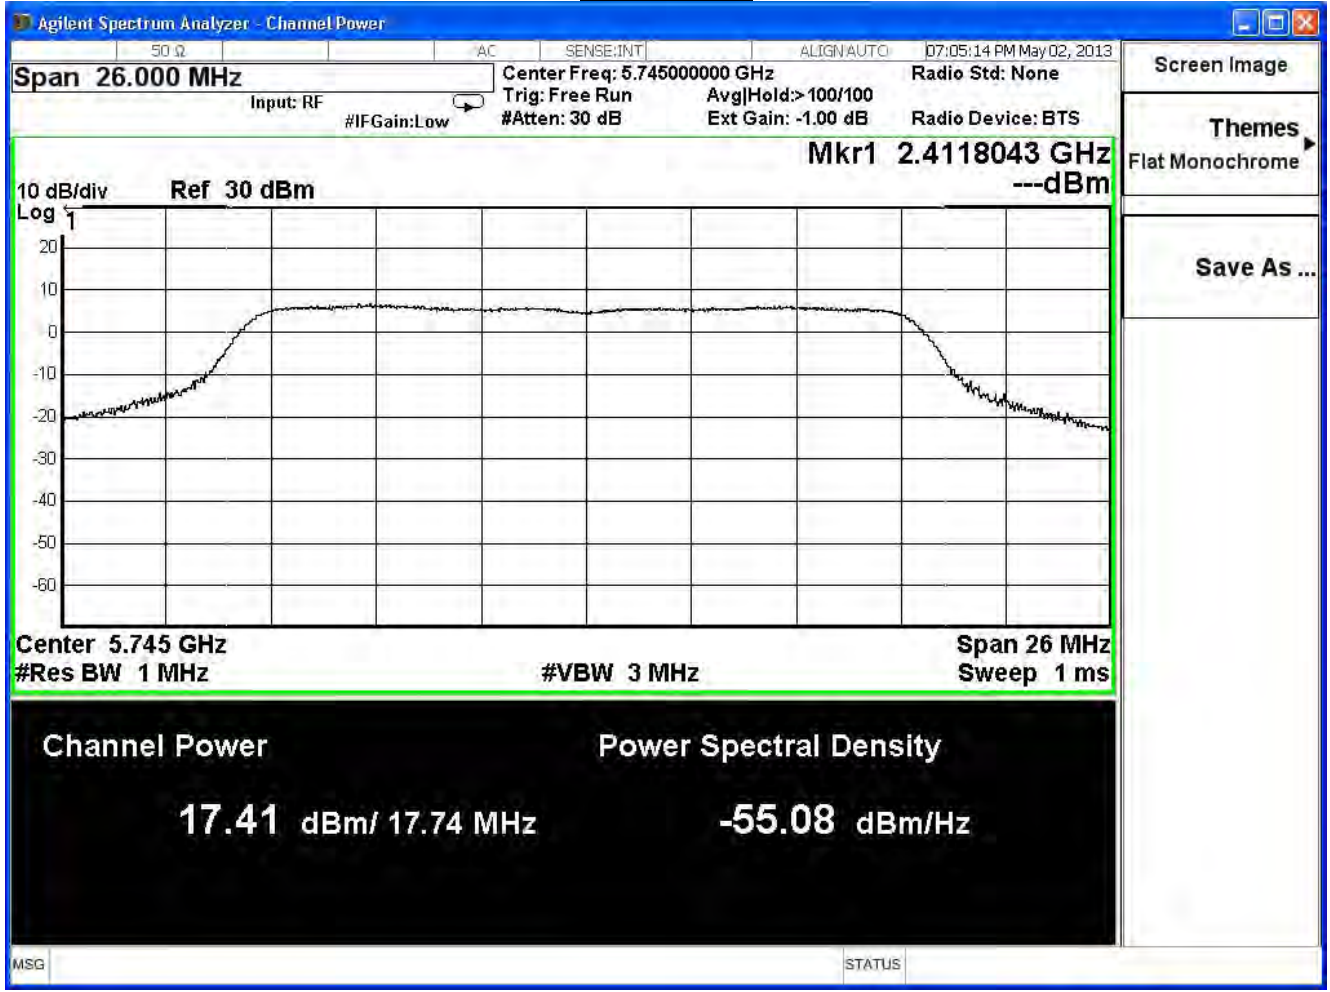 Agilent Spectrum Analyzer - Channel Power
50 Ω AC SENSE:INT ALIGN AUTO 07:05:14 PM May 02, 2013
Span 26.000 MHz
Center Freq: 5.745000000 GHz Radio Std: None
Input: RF Trig: Free Run Avg|Hold:> 100/100
#IFGain:Low #Atten: 30 dB Ext Gain: -1.00 dB Radio Device: BTS
Mkr1 2.4118043 GHz
---dBm
10 dB/div Ref 30 dBm
Log
1
20
10
0
-10
-20
-30
-40
-50
-60
Center 5.745 GHz Span 26 MHz
#Res BW 1 MHz #VBW 3 MHz Sweep 1 ms
Channel Power Power Spectral Density
17.41 dBm/ 17.74 MHz -55.08 dBm/Hz
MSG STATUS
Screen Image
Themes
Flat Monochrome
Save As ...